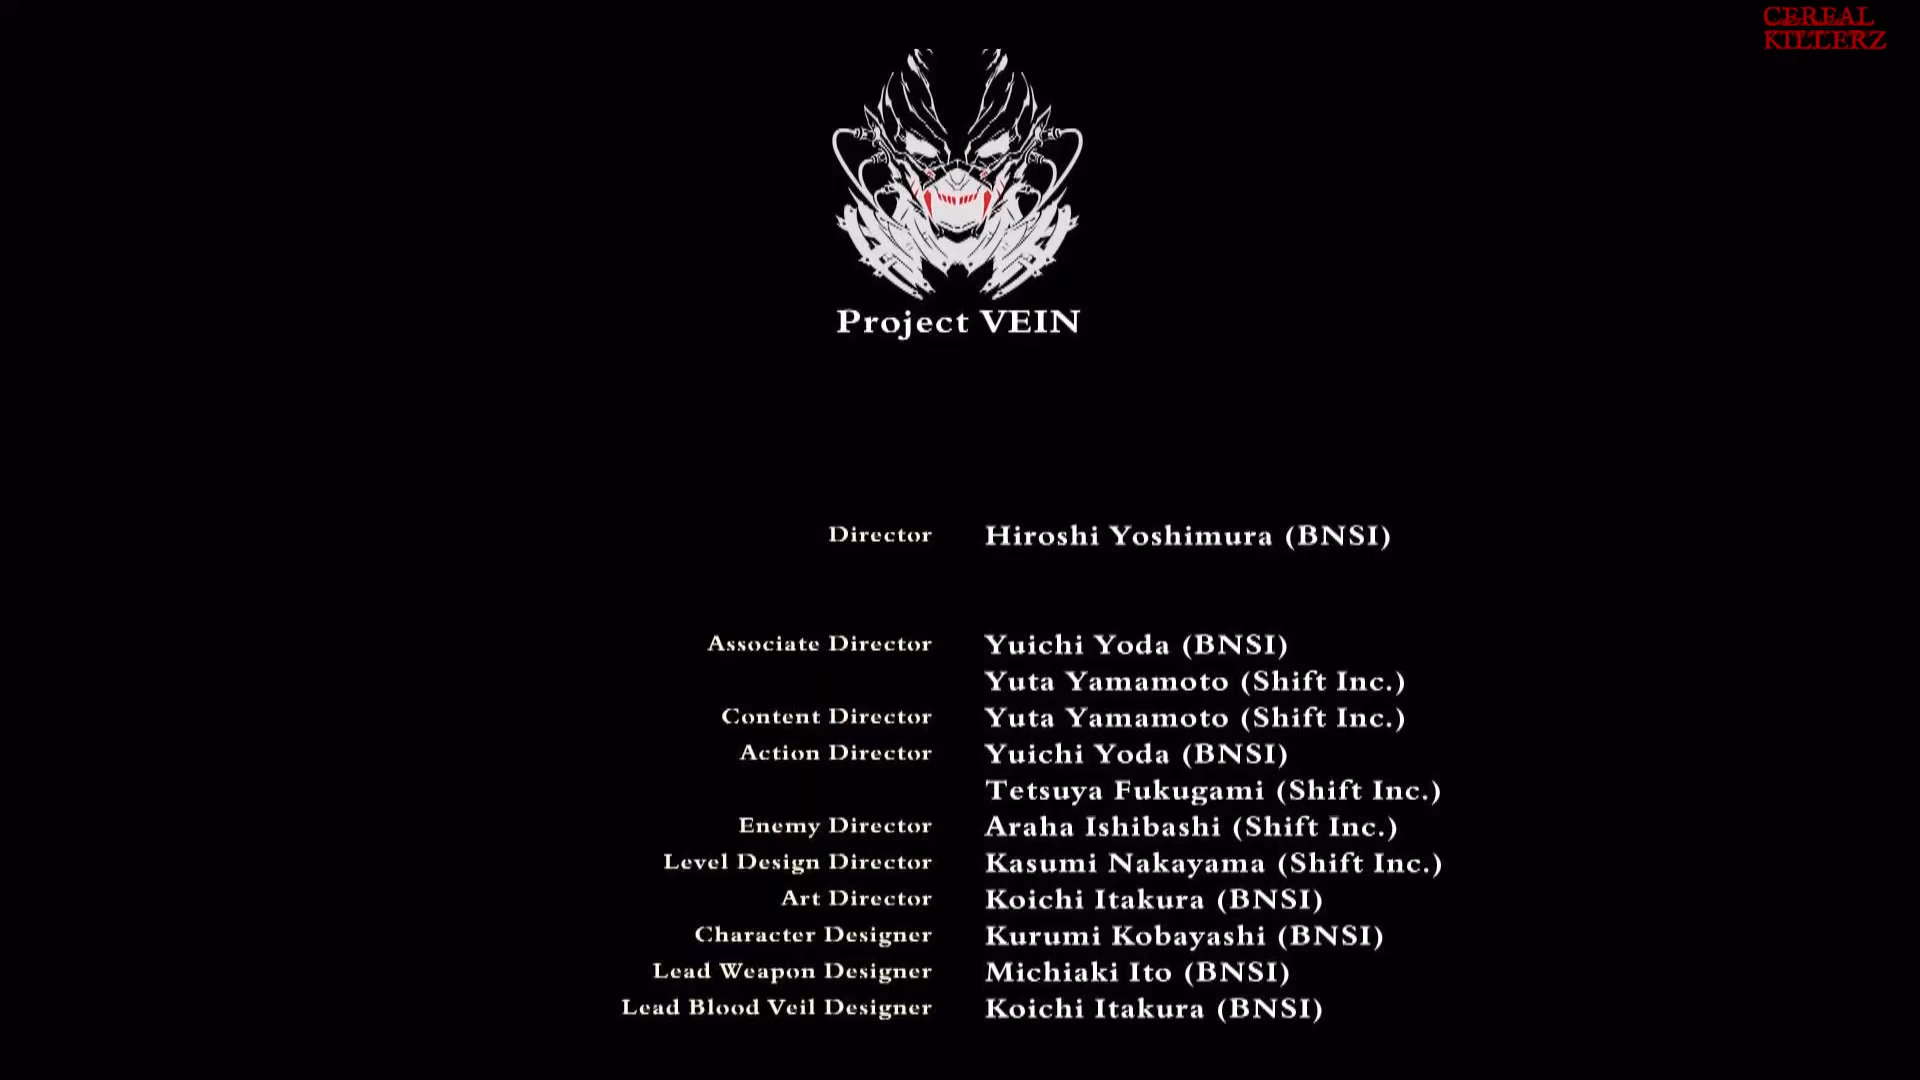 CEREAL
KILLERZ
Project VEIN
Director Hiroshi Yoshimura (BNSI)
Associate Director Yuichi Yoda (BNSI)
Yuta Yamamoto (Shift Inc.)
Content Director Yuta Yamamoto (Shift Inc.)
Action Director Yuichi Yoda (BNSI)
Tetsuya Fukugami (Shift Inc.)
Enemy Director Araha Ishibashi (Shift Inc.)
Level Design Director Kasumi Nakayama (Shift Inc.)
Art Director Koichi Itakura (BNSI)
Character Designer Kurumi Kobayashi (BNSI)
Lead Weapon Designer Michiaki Ito (BNSI)
Lead Blood Veil Designer Koichi Itakura (BNSI)